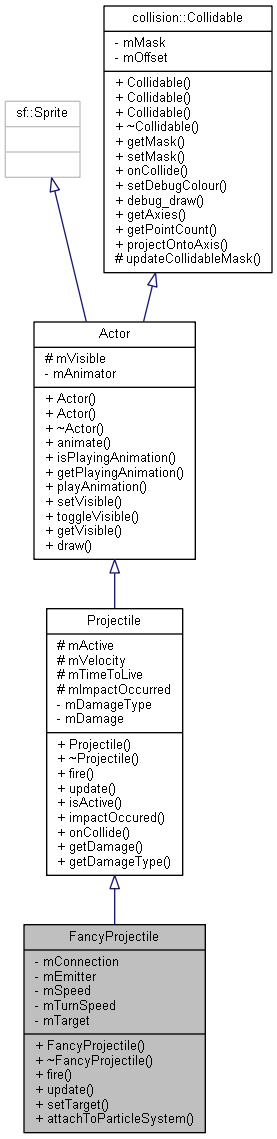 collision::Collidable
- mMask
- mOffset
+ Collidable()
+ Collidable()
+ Collidable()
+ ~Collidable()
+ getMask()
+ setMask()
+ onCollide()
+ setDebugColour()
+ debug_draw()
+ getAxies()
+ getPointCount()
+ projectOntoAxis()
# updateCollidableMask()
sf::Sprite
Actor
# mVisible
- mAnimator
+ Actor()
+ Actor()
+ ~Actor()
+ animate()
+ isPlayingAnimation()
+ getPlayingAnimation()
+ playAnimation()
+ setVisible()
+ toggleVisible()
+ getVisible()
+ draw()
Projectile
# mActive
# mVelocity
# mTimeToLive
# mImpactOccurred
- mDamageType
- mDamage
+ Projectile()
+ ~Projectile()
+ fire()
+ update()
+ isActive()
+ impactOccured()
+ onCollide()
+ getDamage()
+ getDamageType()
FancyProjectile
- mConnection
- mEmitter
- mSpeed
- mTurnSpeed
- mTarget
+ FancyProjectile()
+ ~FancyProjectile()
+ fire()
+ update()
+ setTarget()
+ attachToParticleSystem()